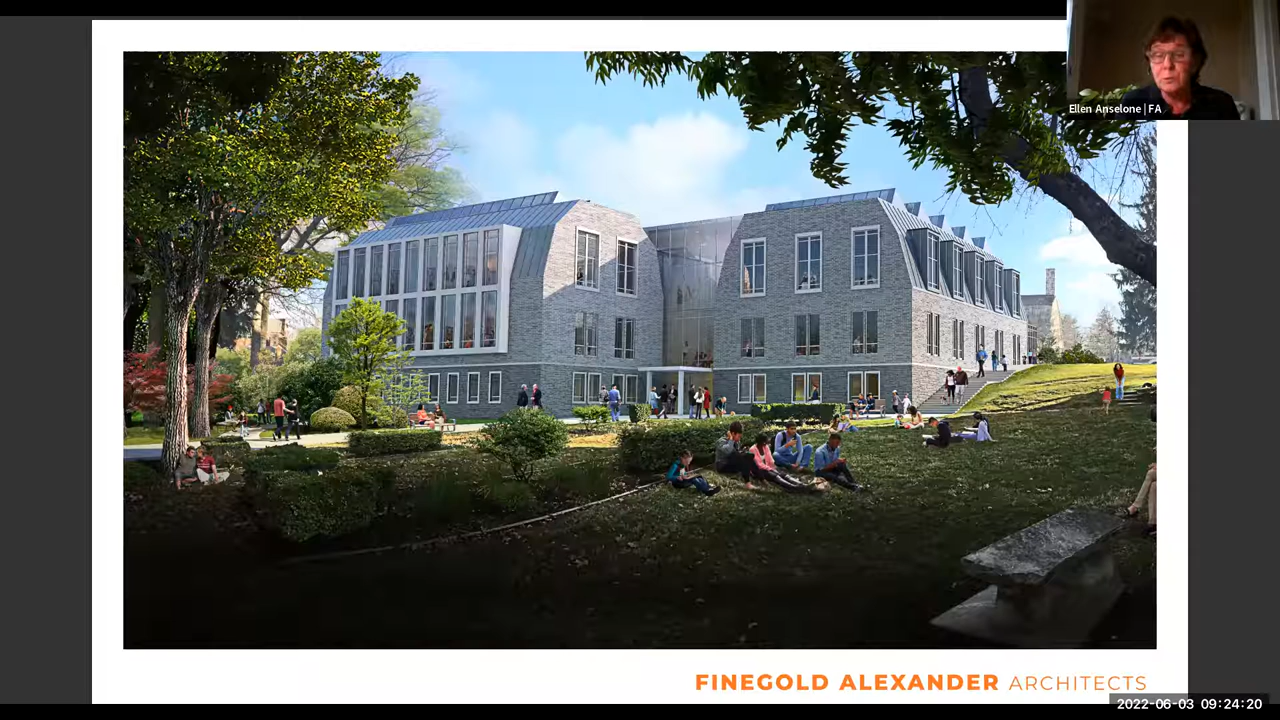 Ellen Anselone | FA
FINEGOLD ALEXANDER ARCHITECTS
2022-06-03 09:24:20